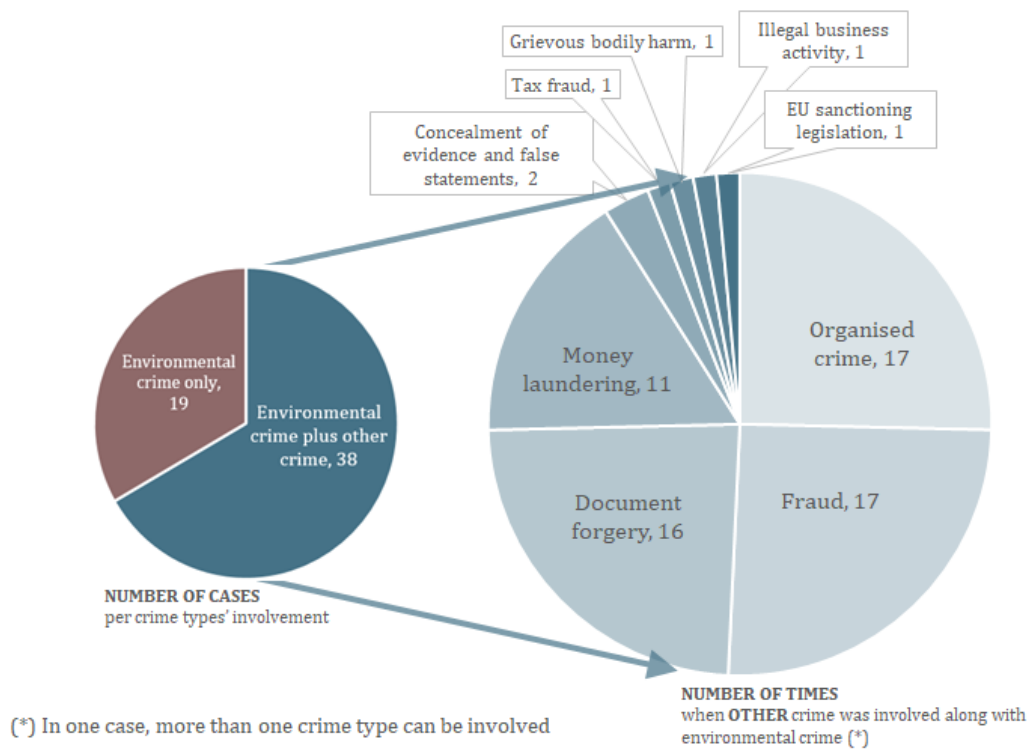 Grievous bodily harm, 1
Illegal business
activity, 1
Tax fraud, 1
EU sanctioning
legislation, 1
Concealment of
evidence and false
statements, 2
Organised
crime, 17
Money
laundering, 11
Environmental
crime only,
19
Environmental
crime plus other
crime, 38
Document
forgery, 16
Fraud, 17
NUMBER OF CASES
per crime types' involvement
NUMBER OF TIMES
when OTHER crime was involved along with
environmental crime (*)
(*) In one case, more than one crime type can be involved